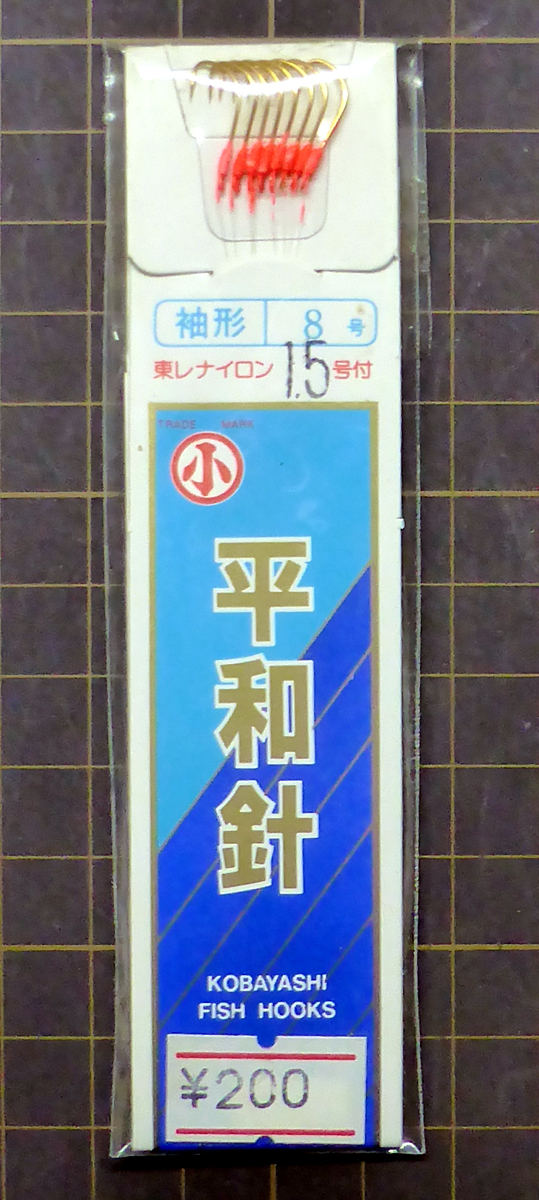 袖形 8号
東レナイロン 1.5号付
TRADE MARK
小
平和針
KOBAYASHI
FISH HOOKS
¥200